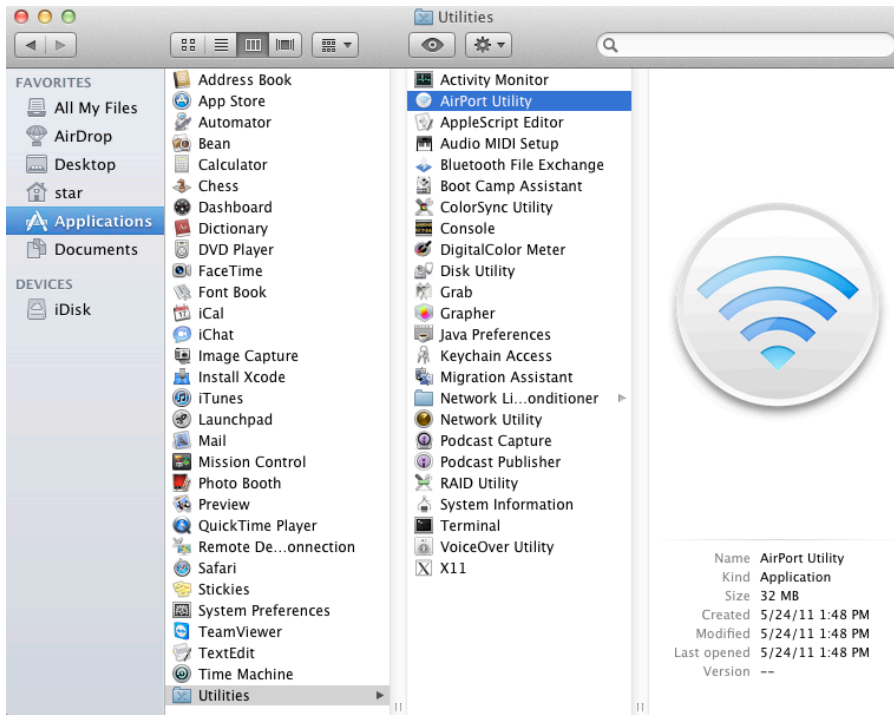 Utilities
FAVORITES
All My Files
AirDrop
Desktop
star
Applications
Documents
DEVICES
iDisk
Address Book
App Store
Automator
Bean
Calculator
Chess
Dashboard
Dictionary
DVD Player
FaceTime
Font Book
iCal
iChat
Image Capture
Install Xcode
iTunes
Launchpad
Mail
Mission Control
Photo Booth
Preview
QuickTime Player
Remote De...onnection
Safari
Stickies
System Preferences
TeamViewer
TextEdit
Time Machine
Utilities
Activity Monitor
AirPort Utility
AppleScript Editor
Audio MIDI Setup
Bluetooth File Exchange
Boot Camp Assistant
ColorSync Utility
Console
DigitalColor Meter
Disk Utility
Grab
Grapher
Java Preferences
Keychain Access
Migration Assistant
Network Li...onditioner
Network Utility
Podcast Capture
Podcast Publisher
RAID Utility
System Information
Terminal
VoiceOver Utility
X11
Name AirPort Utility
Kind Application
Size 32 MB
Created 5/24/11 1:48 PM
Modified 5/24/11 1:48 PM
Last opened 5/24/11 1:48 PM
Version --